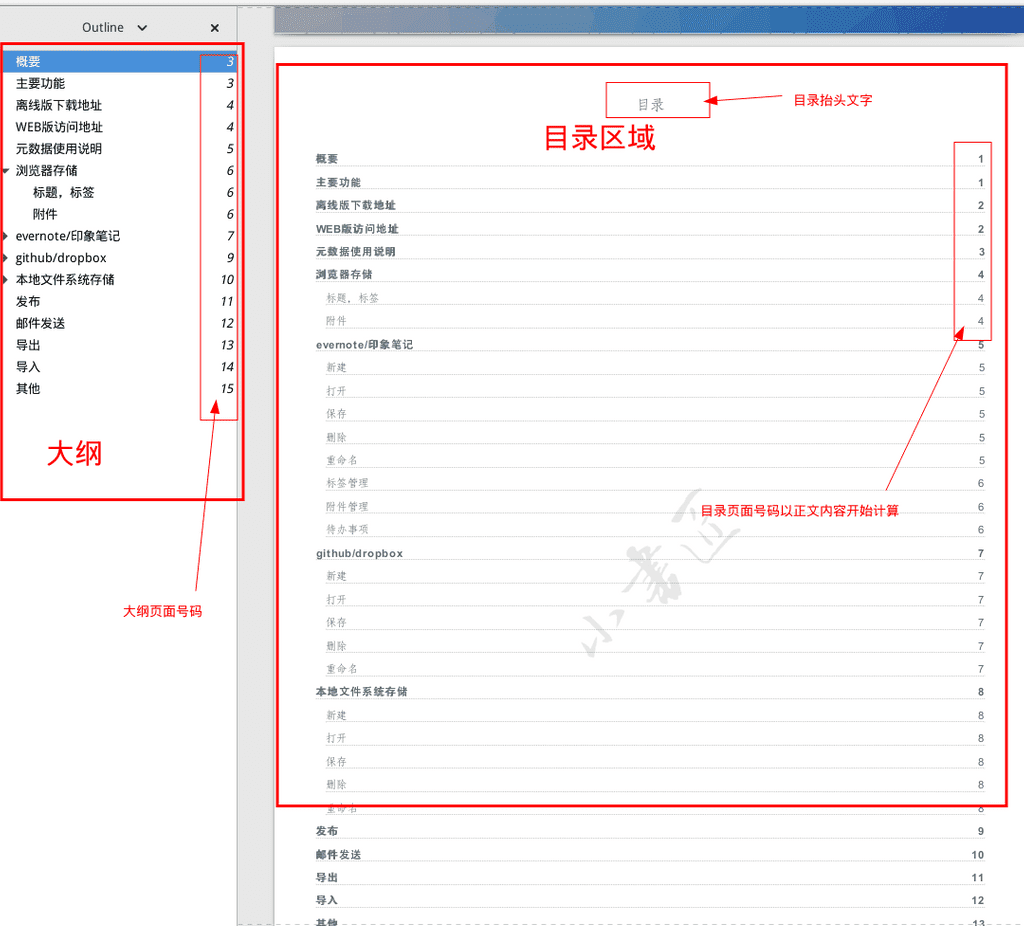 Outline
概要 3
主要功能 3
离线版下载地址 4
WEB版访问地址 4
元数据使用说明 5
浏览器存储 6
标题，标签 6
附件 6
evernote/印象笔记 7
github/dropbox 9
本地文件系统存储 10
发布 11
邮件发送 12
导出 13
导入 14
其他 15
大纲
大纲页面号码
目录
目录抬头文字
目录区域
概要 1
主要功能 1
离线版下载地址 2
WEB版访问地址 2
元数据使用说明 3
浏览器存储 4
标题，标签 4
附件 4
evernote/印象笔记 5
新建 5
打开 5
保存 5
删除 5
重命名 5
标签管理 6
附件管理 6
目录页面号码以正文内容开始计算
待办事项 6
github/dropbox 7
新建 7
打开 7
保存 7
删除 7
重命名 7
小書匠
本地文件系统存储 8
新建 8
打开 8
保存 8
删除 8
重命名 8
发布 9
邮件发送 10
导出 11
导入 12
其他 13